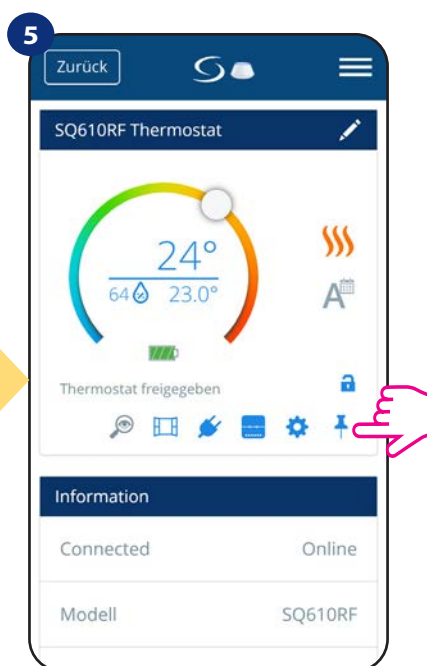 5
Zurück
SQ610RF Thermostat
24°
64 23.0°
A
Thermostat freigegeben
Information
Connected Online
Modell SQ610RF